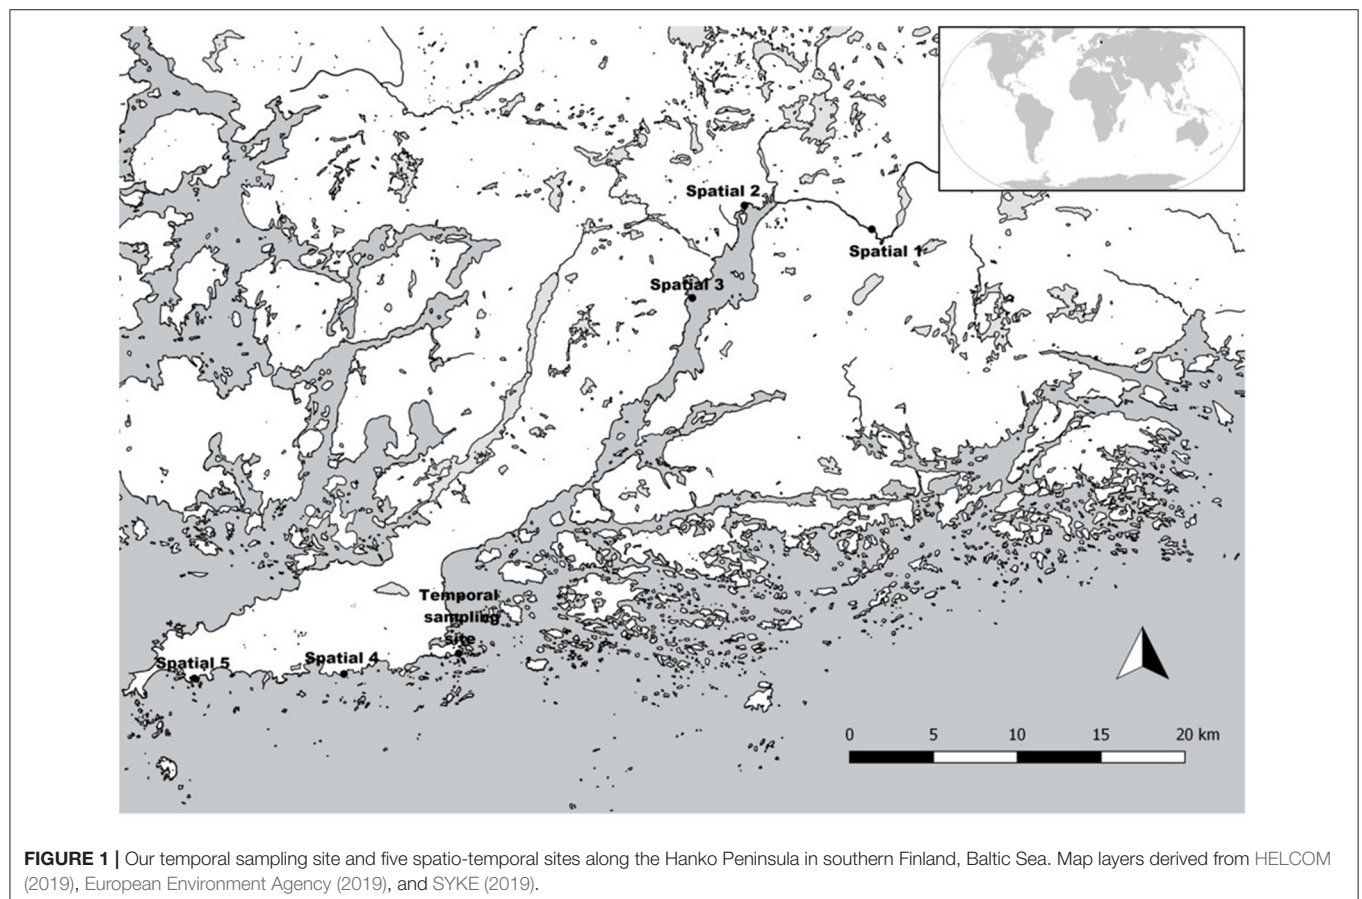 Spatial 2
Spatial 1
Spatial 3
Temporal
sampling
site
Spatial 5
Spatial 4
0 5 10 15 20 km
FIGURE 1 | Our temporal sampling site and five spatio-temporal sites along the Hanko Peninsula in southern Finland, Baltic Sea. Map layers derived from HELCOM
(2019), European Environment Agency (2019), and SYKE (2019).